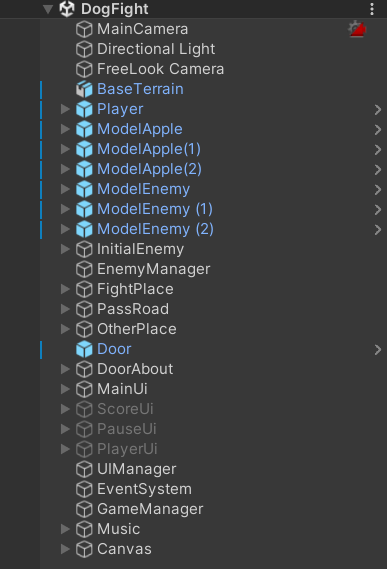 DogFight
MainCamera
Directional Light
FreeLook Camera
BaseTerrain
Player
ModelApple
ModelApple(1)
ModelApple(2)
ModelEnemy
ModelEnemy (1)
ModelEnemy (2)
InitialEnemy
EnemyManager
FightPlace
PassRoad
OtherPlace
Door
DoorAbout
MainUi
ScoreUi
PauseUi
PlayerUi
UIManager
EventSystem
GameManager
Music
Canvas